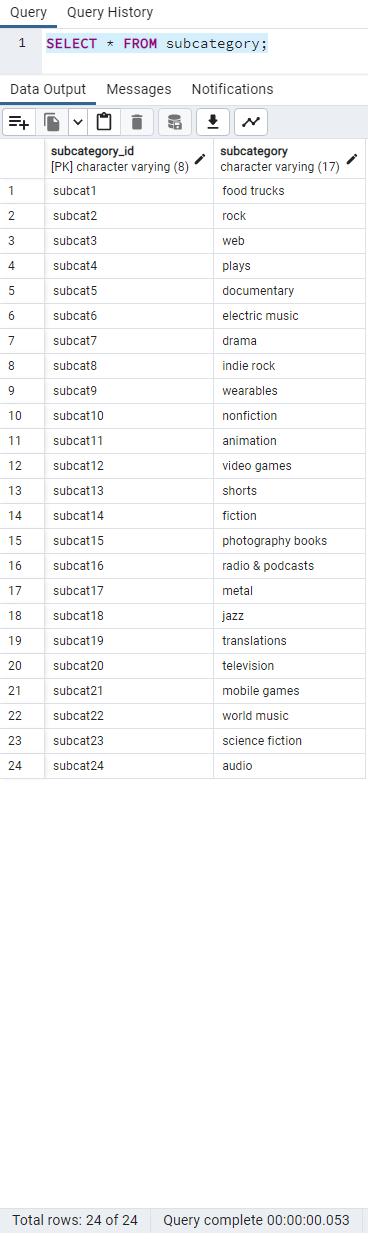 Query Query History
1 SELECT * FROM subcategory;
Data Output Messages Notifications
subcategory_id subcategory
[PK] character varying (8) character varying (17)
1 subcat1 food trucks
2 subcat2 rock
3 subcat3 web
4 subcat4 plays
5 subcat5 documentary
6 subcat6 electric music
7 subcat7 drama
8 subcat8 indie rock
9 subcat9 wearables
10 subcat10 nonfiction
11 subcat11 animation
12 subcat12 video games
13 subcat13 shorts
14 subcat14 fiction
15 subcat15 photography books
16 subcat16 radio & podcasts
17 subcat17 metal
18 subcat18 jazz
19 subcat19 translations
20 subcat20 television
21 subcat21 mobile games
22 subcat22 world music
23 subcat23 science fiction
24 subcat24 audio
Total rows: 24 of 24 Query complete 00:00:00.053